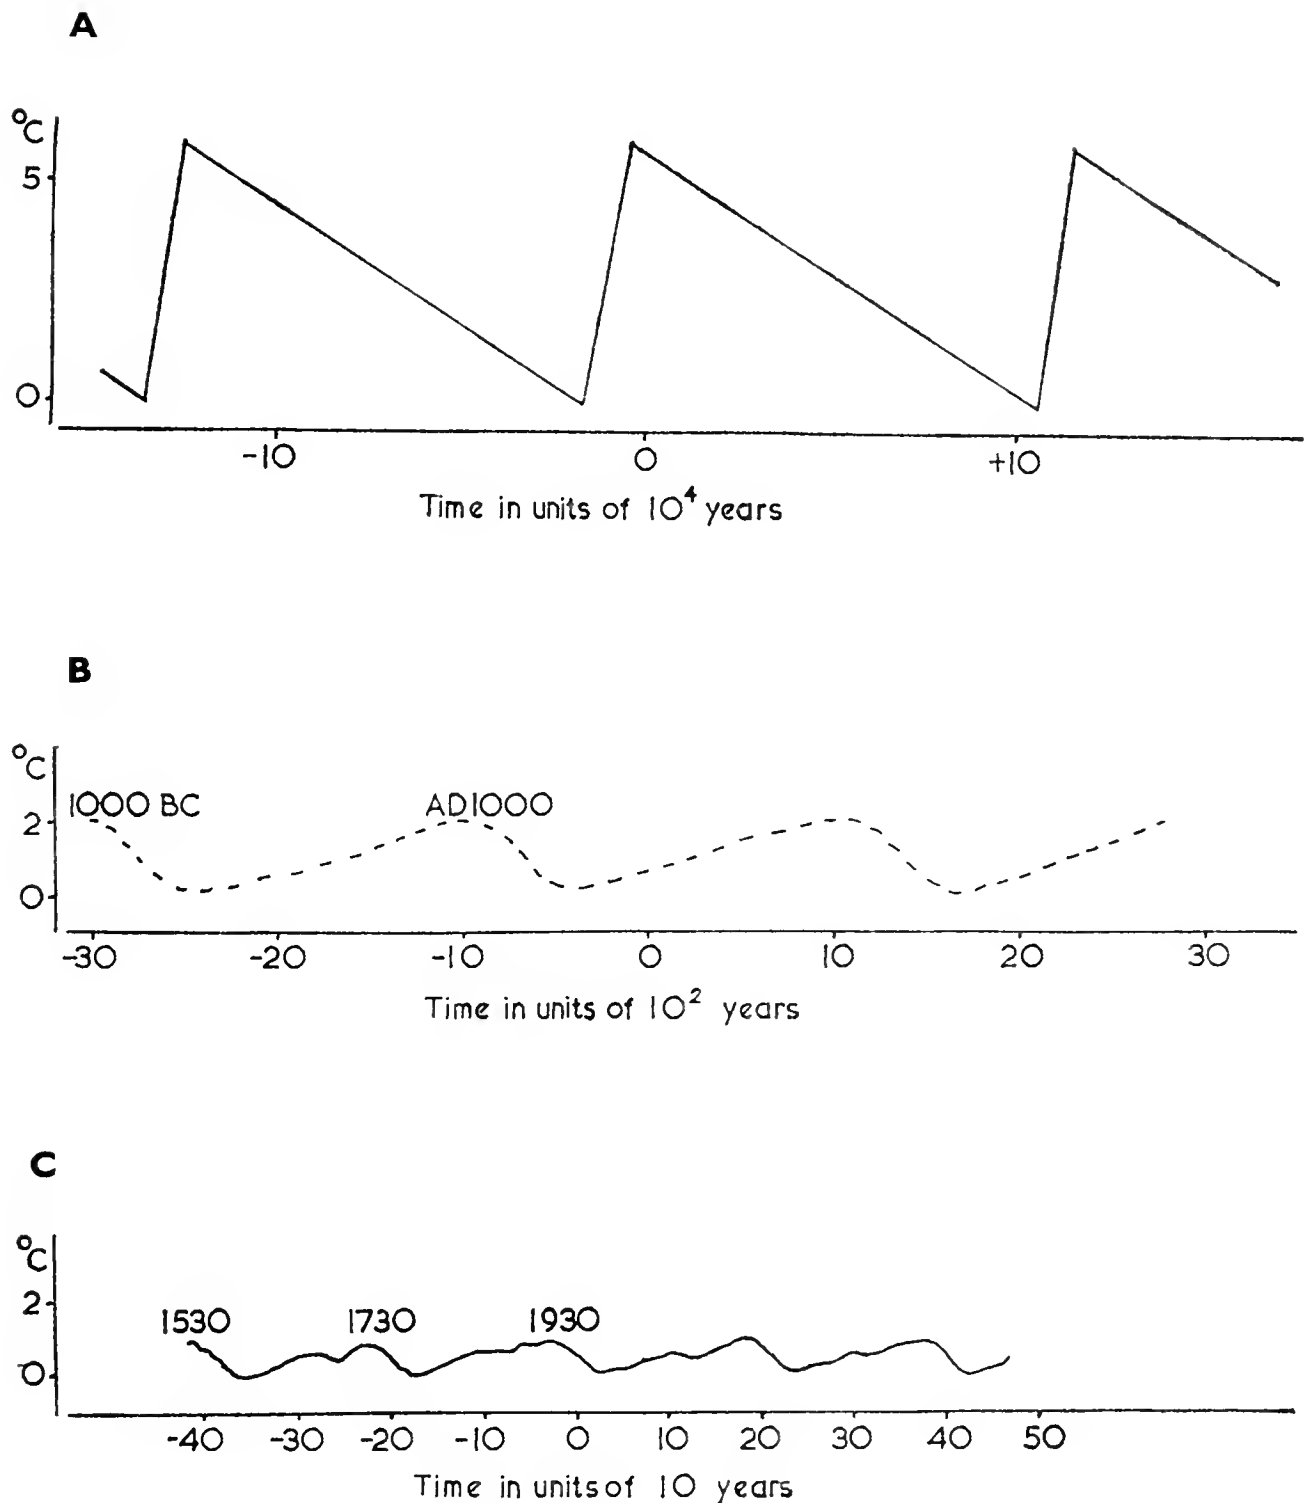 A
°C
5
0
-10 0 +10
Time in units of 10⁴ years
B
°C
1000 BC AD1000
2
0
-30 -20 -10 0 10 20 30
Time in units of 10² years
C
°C
2
1530 1730 1930
0
-40 -30 -20 -10 0 10 20 30 40 50
Time in units of 10 years